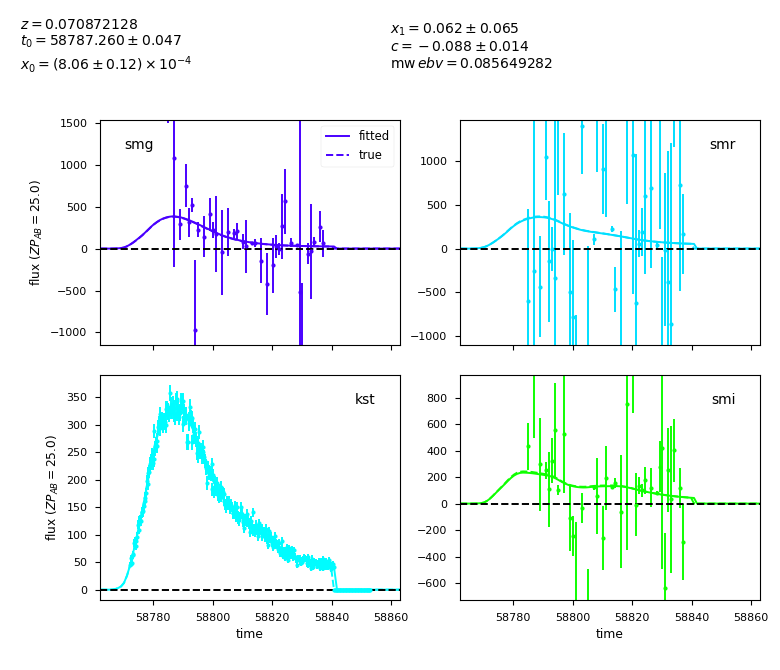 z = 0.070872128
t₀ = 58787.260 ± 0.047
x₀ = (8.06 ± 0.12) × 10⁻⁴
x₁ = 0.062 ± 0.065
c = −0.088 ± 0.014
mw ebv = 0.085649282
flux (ZP_AB = 25.0)
1500
1000
500
0
−500
−1000
smg
fitted
true
1000
500
0
−500
−1000
smr
flux (ZP_AB = 25.0)
350
300
250
200
150
100
50
0
kst
58780 58800 58820 58840 58860
time
800
600
400
200
0
−200
−400
−600
smi
58780 58800 58820 58840 58860
time